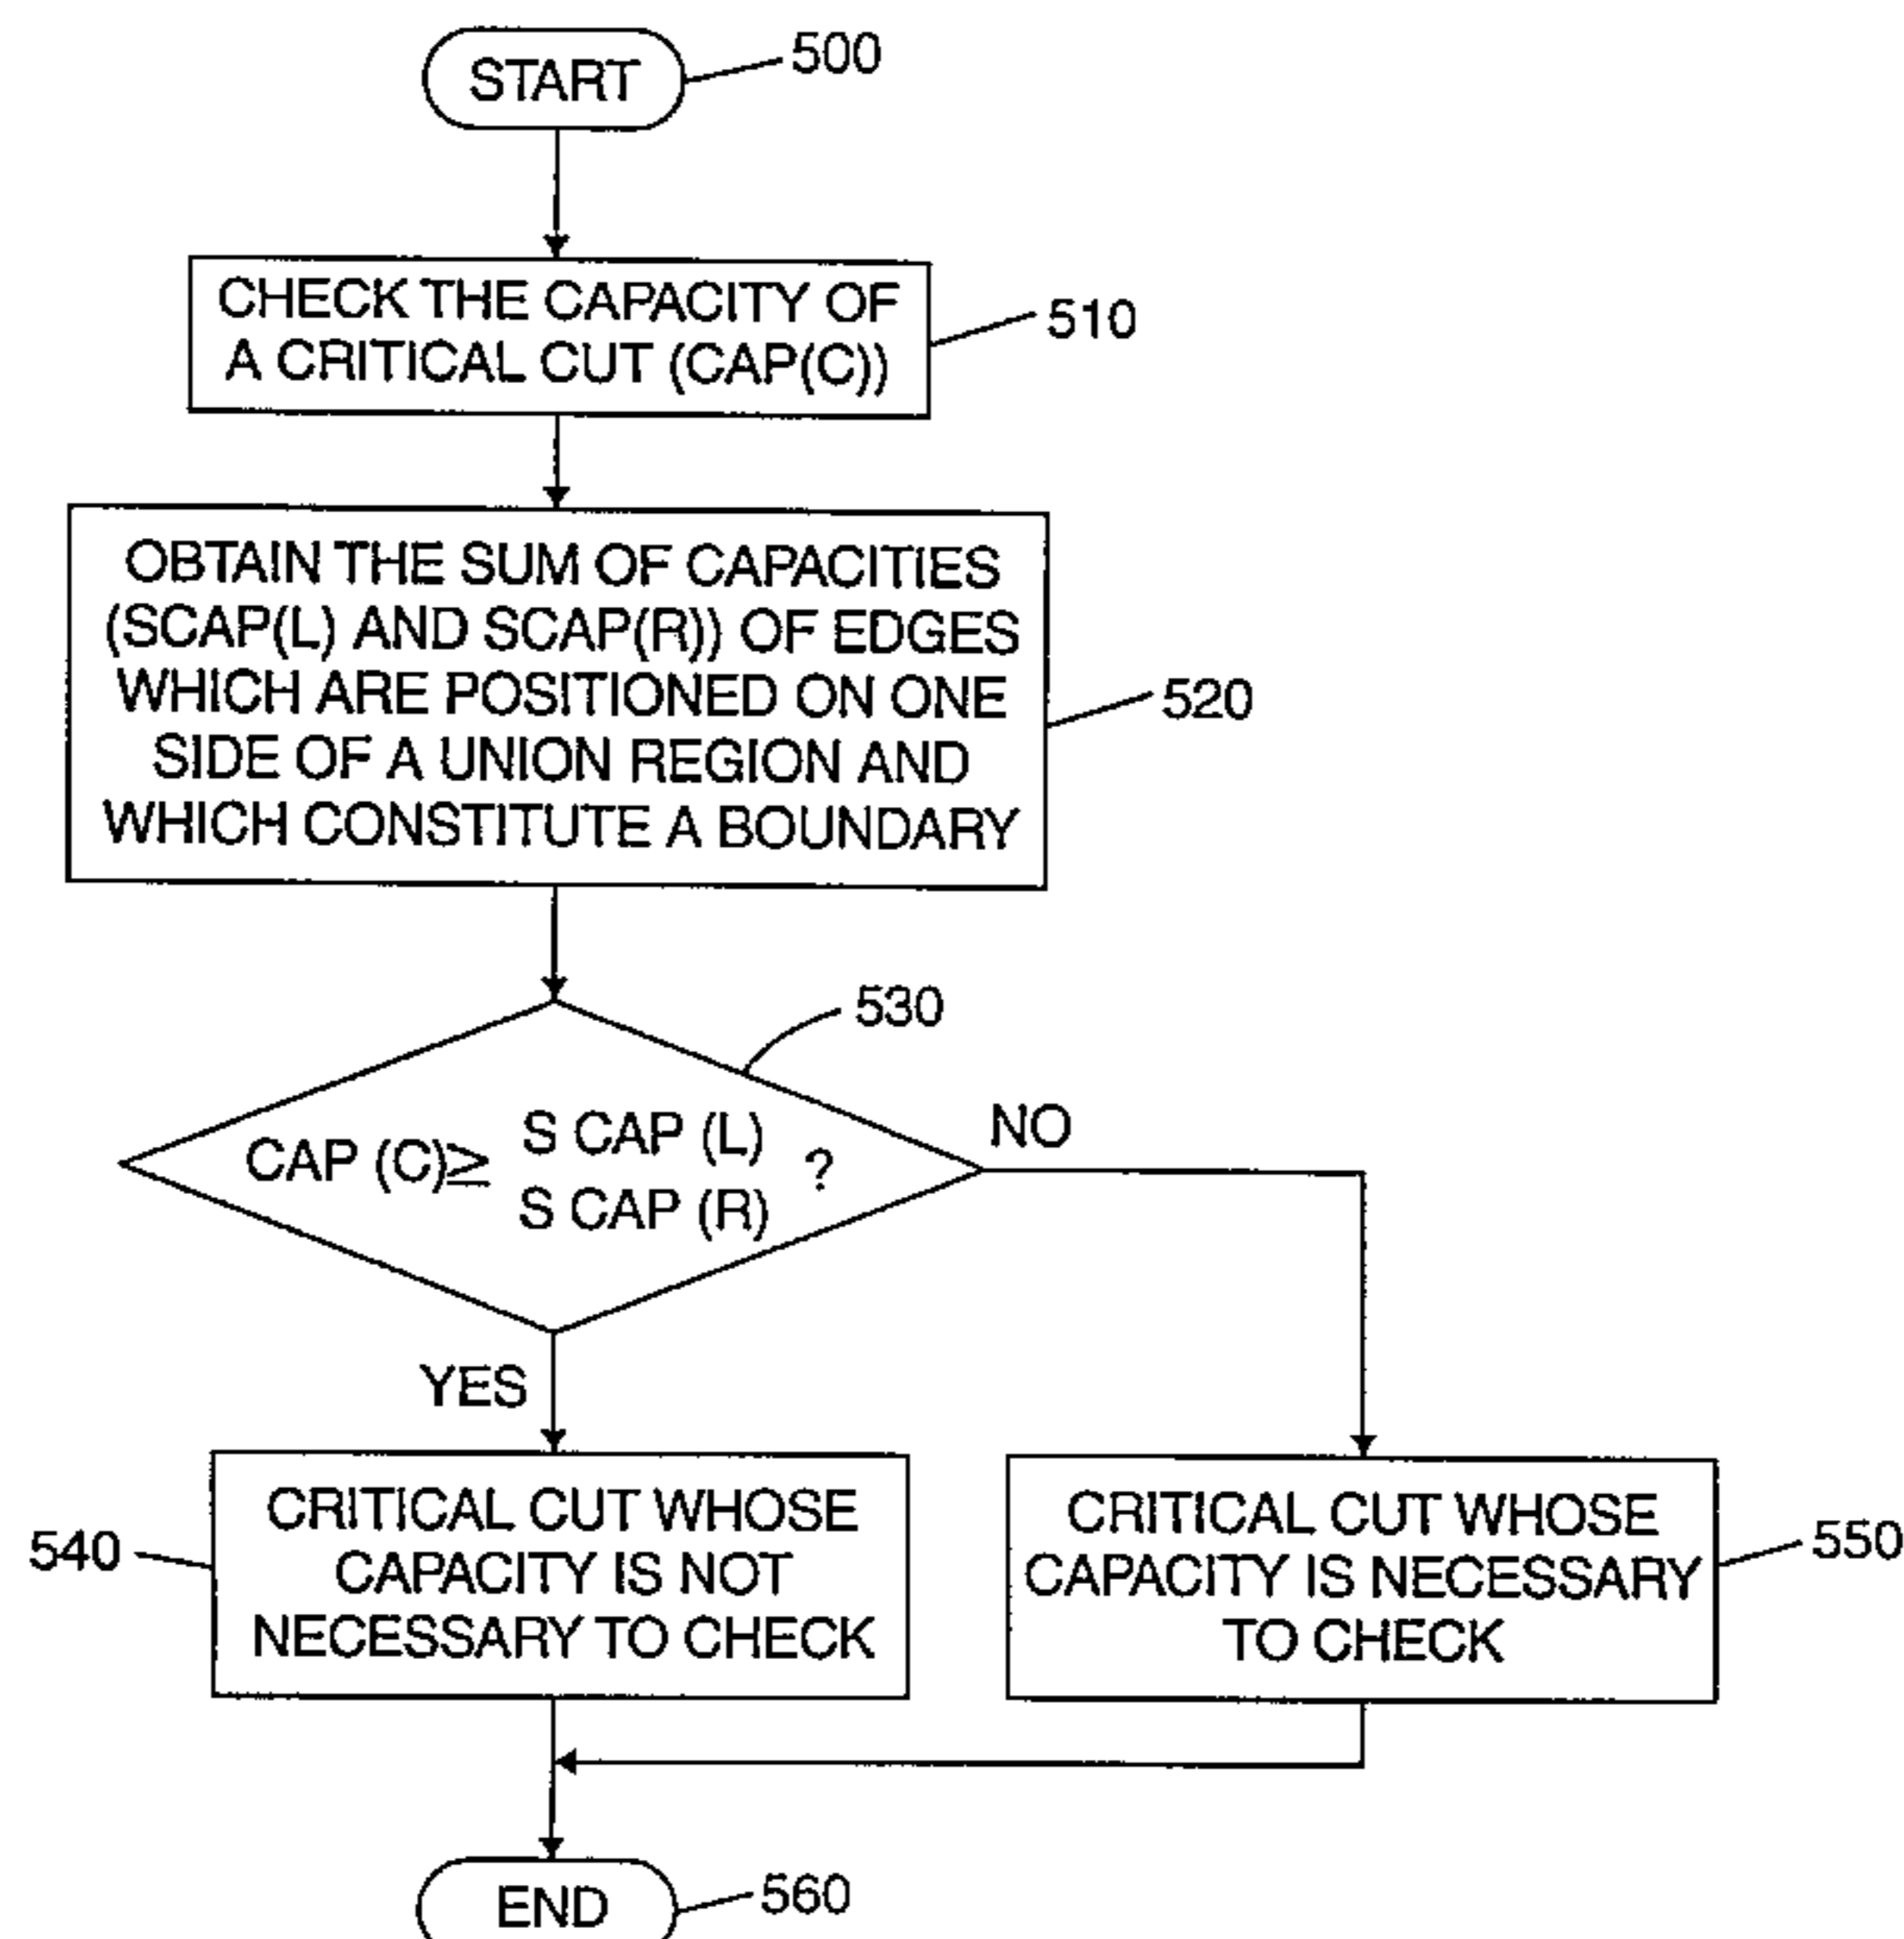 START
500
CHECK THE CAPACITY OF
A CRITICAL CUT (CAP(C))
510
OBTAIN THE SUM OF CAPACITIES
(SCAP(L) AND SCAP(R)) OF EDGES
WHICH ARE POSITIONED ON ONE
SIDE OF A UNION REGION AND
WHICH CONSTITUTE A BOUNDARY
520
530
CAP (C)≥ S CAP (L)
S CAP (R) ?
NO
YES
540
CRITICAL CUT WHOSE
CAPACITY IS NOT
NECESSARY TO CHECK
CRITICAL CUT WHOSE
CAPACITY IS NECESSARY
TO CHECK
550
END
560